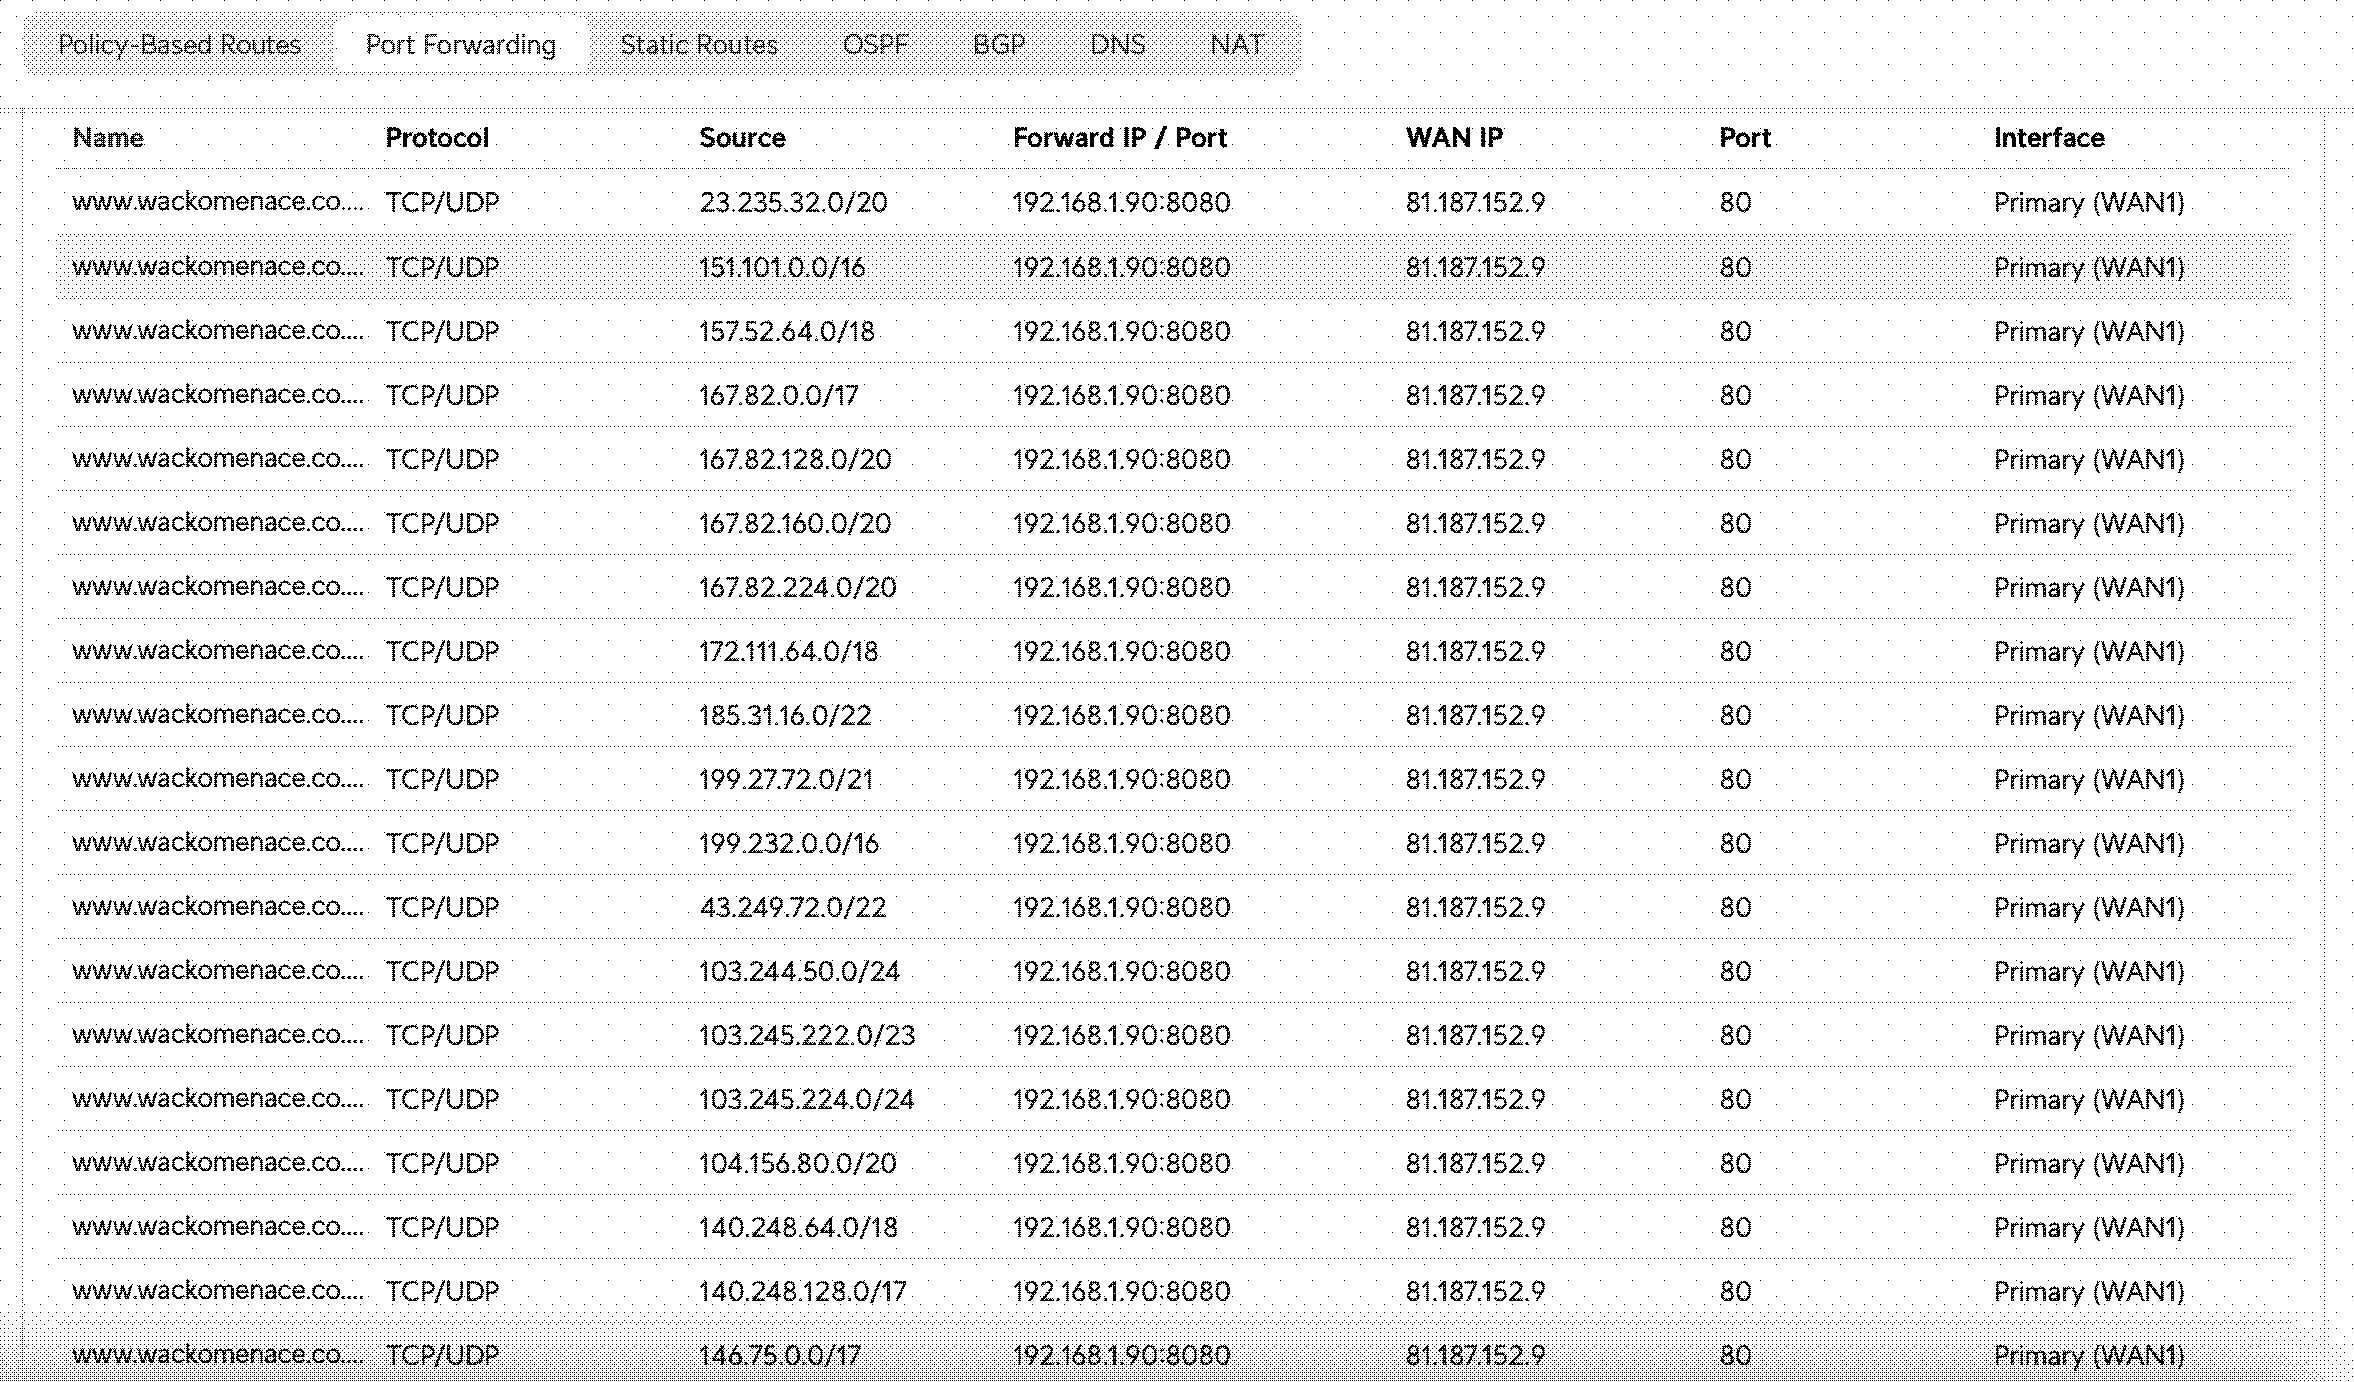 Policy-Based Routes Port Forwarding Static Routes OSPF BGP DNS NAT
Name Protocol Source Forward IP / Port WAN IP Port Interface
www.wackomenace.co.... TCP/UDP 23.235.32.0/20 192.168.1.90:8080 81.187.152.9 80 Primary (WAN1)
www.wackomenace.co.... TCP/UDP 151.101.0.0/16 192.168.1.90:8080 81.187.152.9 80 Primary (WAN1)
www.wackomenace.co.... TCP/UDP 157.52.64.0/18 192.168.1.90:8080 81.187.152.9 80 Primary (WAN1)
www.wackomenace.co.... TCP/UDP 167.82.0.0/17 192.168.1.90:8080 81.187.152.9 80 Primary (WAN1)
www.wackomenace.co.... TCP/UDP 167.82.128.0/20 192.168.1.90:8080 81.187.152.9 80 Primary (WAN1)
www.wackomenace.co.... TCP/UDP 167.82.160.0/20 192.168.1.90:8080 81.187.152.9 80 Primary (WAN1)
www.wackomenace.co.... TCP/UDP 167.82.224.0/20 192.168.1.90:8080 81.187.152.9 80 Primary (WAN1)
www.wackomenace.co.... TCP/UDP 172.111.64.0/18 192.168.1.90:8080 81.187.152.9 80 Primary (WAN1)
www.wackomenace.co.... TCP/UDP 185.31.16.0/22 192.168.1.90:8080 81.187.152.9 80 Primary (WAN1)
www.wackomenace.co.... TCP/UDP 199.27.72.0/21 192.168.1.90:8080 81.187.152.9 80 Primary (WAN1)
www.wackomenace.co.... TCP/UDP 199.232.0.0/16 192.168.1.90:8080 81.187.152.9 80 Primary (WAN1)
www.wackomenace.co.... TCP/UDP 43.249.72.0/22 192.168.1.90:8080 81.187.152.9 80 Primary (WAN1)
www.wackomenace.co.... TCP/UDP 103.244.50.0/24 192.168.1.90:8080 81.187.152.9 80 Primary (WAN1)
www.wackomenace.co.... TCP/UDP 103.245.222.0/23 192.168.1.90:8080 81.187.152.9 80 Primary (WAN1)
www.wackomenace.co.... TCP/UDP 103.245.224.0/24 192.168.1.90:8080 81.187.152.9 80 Primary (WAN1)
www.wackomenace.co.... TCP/UDP 104.156.80.0/20 192.168.1.90:8080 81.187.152.9 80 Primary (WAN1)
www.wackomenace.co.... TCP/UDP 140.248.64.0/18 192.168.1.90:8080 81.187.152.9 80 Primary (WAN1)
www.wackomenace.co.... TCP/UDP 140.248.128.0/17 192.168.1.90:8080 81.187.152.9 80 Primary (WAN1)
www.wackomenace.co.... TCP/UDP 146.75.0.0/17 192.168.1.90:8080 81.187.152.9 80 Primary (WAN1)